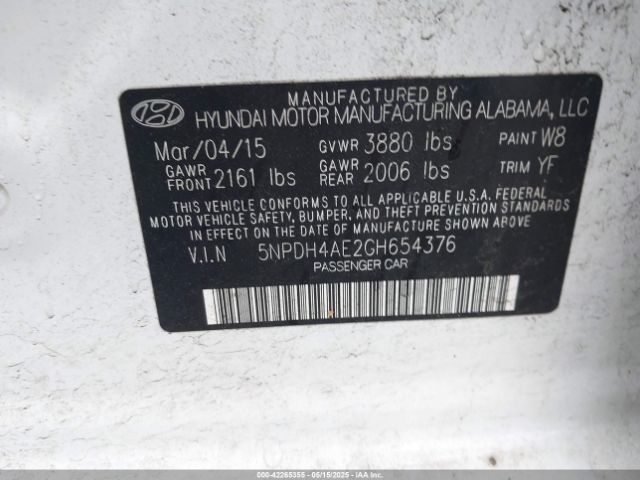 MANUFACTURED BY
HYUNDAI MOTOR MANUFACTURING ALABAMA, LLC
Mar/04/15 GVWR 3880 lbs PAINT W8
GAWR FRONT 2161 lbs GAWR REAR 2006 lbs TRIM YF
THIS VEHICLE CONFORMS TO ALL APPLICABLE U.S.A. FEDERAL
MOTOR VEHICLE SAFETY, BUMPER, AND THEFT PREVENTION
STANDARDS IN EFFECT ON THE DATE OF MANUFACTURE SHOWN ABOVE.
V.I.N 5NPDH4AE2GH654376
PASSENGER CAR
000-42265355 - 05/15/2025 - 383654